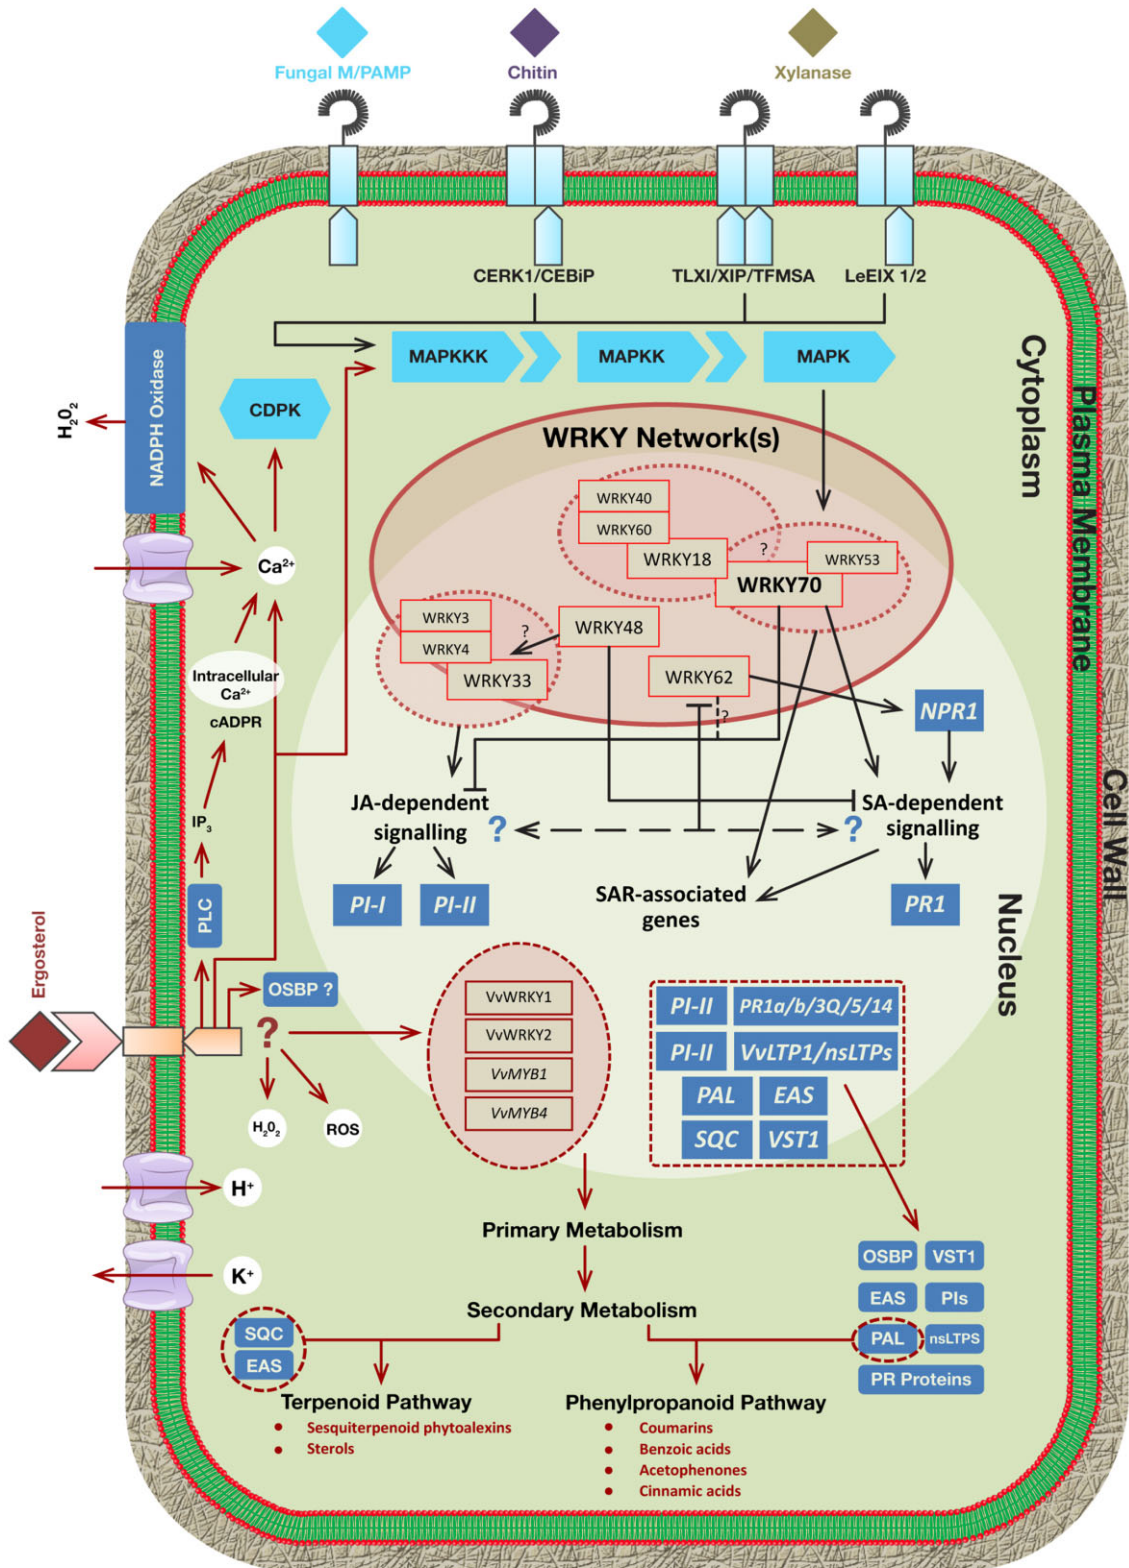 Fungal M/PAMP
Chitin
Xylanase
CERK1/CEBiP
TLXI/XIP/TFMSA
LeEIX 1/2
MAPKKK
MAPKK
MAPK
Cytoplasm
Plasma Membrane
Cell Wall
Nucleus
NADPH Oxidase
H₂0₂
CDPK
Ca²⁺
Intracellular
Ca²⁺
cADPR
IP₃
PLC
Ergosterol
OSBP ?
?
H₂0₂
ROS
H⁺
K⁺
WRKY Network(s)
WRKY40
WRKY60
WRKY18
?
WRKY53
WRKY70
WRKY3
WRKY4
WRKY33
?
WRKY48
WRKY62
?
NPR1
JA-dependent
signalling
?
?
SA-dependent
signalling
PI-I
PI-II
SAR-associated
genes
PR1
VvWRKY1
VvWRKY2
VvMYB1
VvMYB4
PI-II
PR1a/b/3Q/5/14
PI-II
VvLTP1/nsLTPs
PAL
EAS
SQC
VST1
Primary Metabolism
Secondary Metabolism
OSBP
VST1
EAS
PIs
PAL
nsLTPS
PR Proteins
SQC
EAS
Terpenoid Pathway
• Sesquiterpenoid phytoalexins
• Sterols
Phenylpropanoid Pathway
• Coumarins
• Benzoic acids
• Acetophenones
• Cinnamic acids